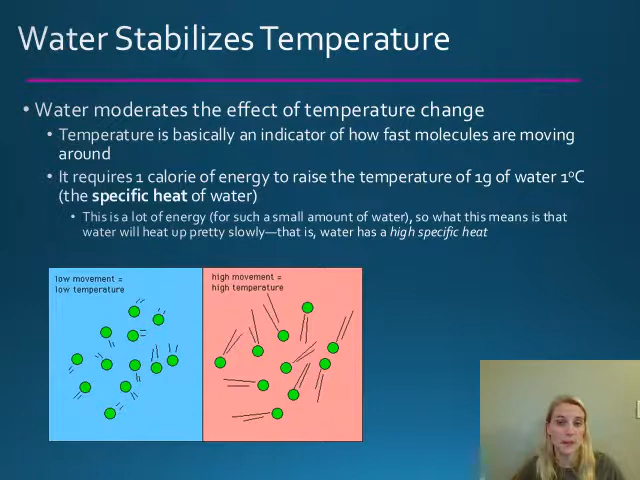 Water Stabilizes Temperature
• Water moderates the effect of temperature change
• Temperature is basically an indicator of how fast molecules are moving
around
• It requires 1 calorie of energy to raise the temperature of 1g of water 1ºC
(the specific heat of water)
• This is a lot of energy (for such a small amount of water), so what this means is that
water will heat up pretty slowly—that is, water has a high specific heat
low movement =
low temperature
high movement =
high temperature